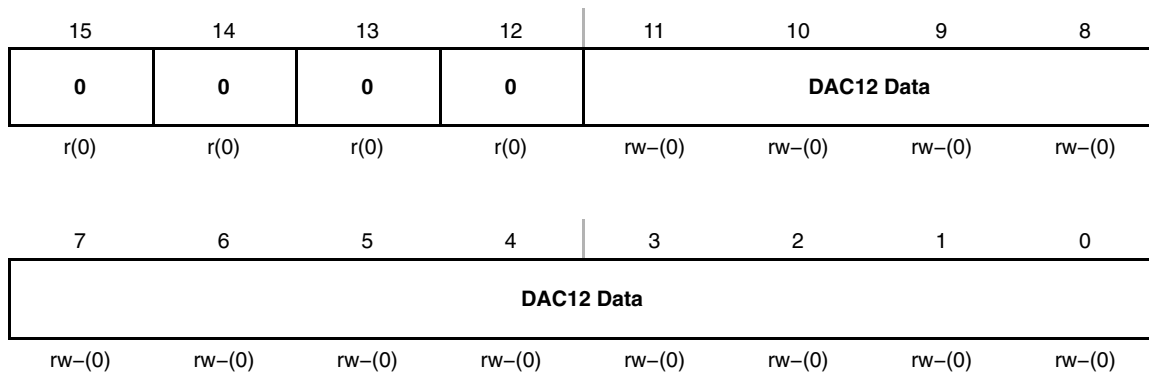 15 14 13 12 11 10 9 8
0 0 0 0 DAC12 Data
r(0) r(0) r(0) r(0) rw−(0) rw−(0) rw−(0) rw−(0)
7 6 5 4 3 2 1 0
DAC12 Data
rw−(0) rw−(0) rw−(0) rw−(0) rw−(0) rw−(0) rw−(0) rw−(0)